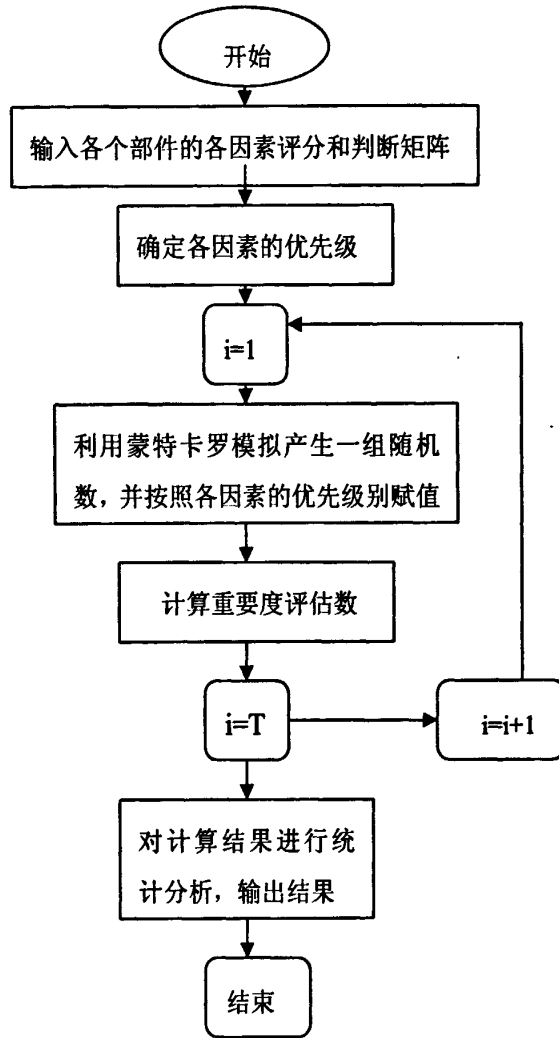 开始
输入各个部件的各因素评分和判断矩阵
确定各因素的优先级
i=1
利用蒙特卡罗模拟产生一组随机
数，并按照各因素的优先级别赋值
计算重要度评估数
i=T
i=i+1
对计算结果进行统
计分析，输出结果
结束